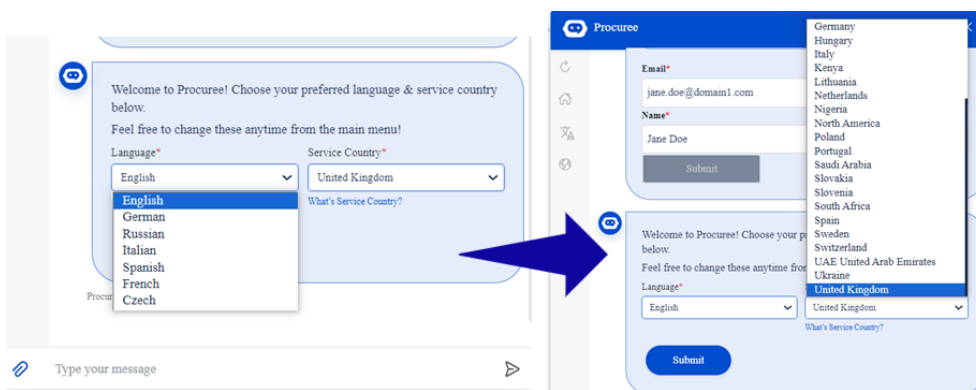 Welcome to Procuree! Choose your preferred language & service country
below.
Feel free to change these anytime from the main menu!
Language*
Service Country*
English
United Kingdom
What's Service Country?
English
German
Russian
Italian
Spanish
French
Czech
Type your message
Procuree
Email*
jane.doe@domain1.com
Name*
Jane Doe
Submit
Germany
Hungary
Italy
Kenya
Lithuania
Netherlands
Nigeria
North America
Poland
Portugal
Saudi Arabia
Slovakia
Slovenia
South Africa
Spain
Sweden
Switzerland
UAE United Arab Emirates
Ukraine
United Kingdom
Welcome to Procuree! Choose your
below.
Feel free to change these anytime
Language*
English
United Kingdom
What's Service Country?
Submit